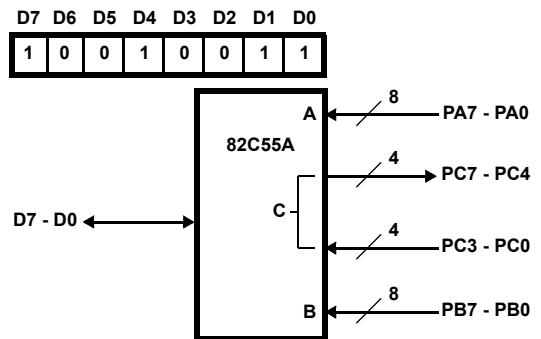 D7 D6 D5 D4 D3 D2 D1 D0
1 0 0 1 0 0 1 1
8
A
PA7 - PA0
82C55A
4
PC7 - PC4
C
D7 - D0
4
PC3 - PC0
8
B
PB7 - PB0